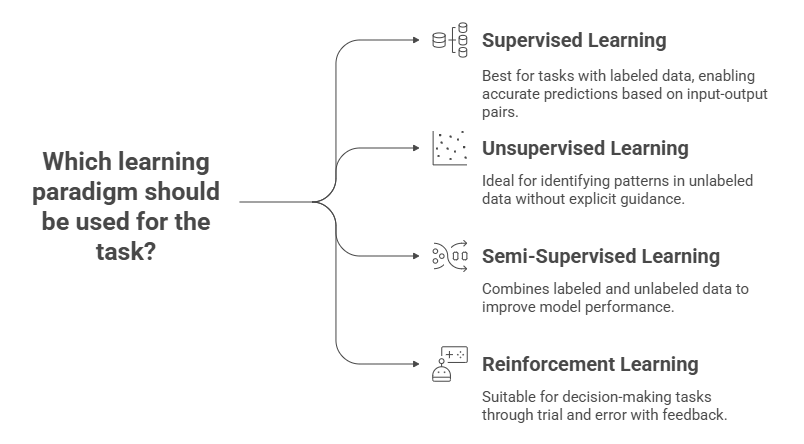 Which learning
paradigm should
be used for the
task?
Supervised Learning
Best for tasks with labeled data, enabling
accurate predictions based on input-output
pairs.
Unsupervised Learning
Ideal for identifying patterns in unlabeled
data without explicit guidance.
Semi-Supervised Learning
Combines labeled and unlabeled data to
improve model performance.
Reinforcement Learning
Suitable for decision-making tasks
through trial and error with feedback.